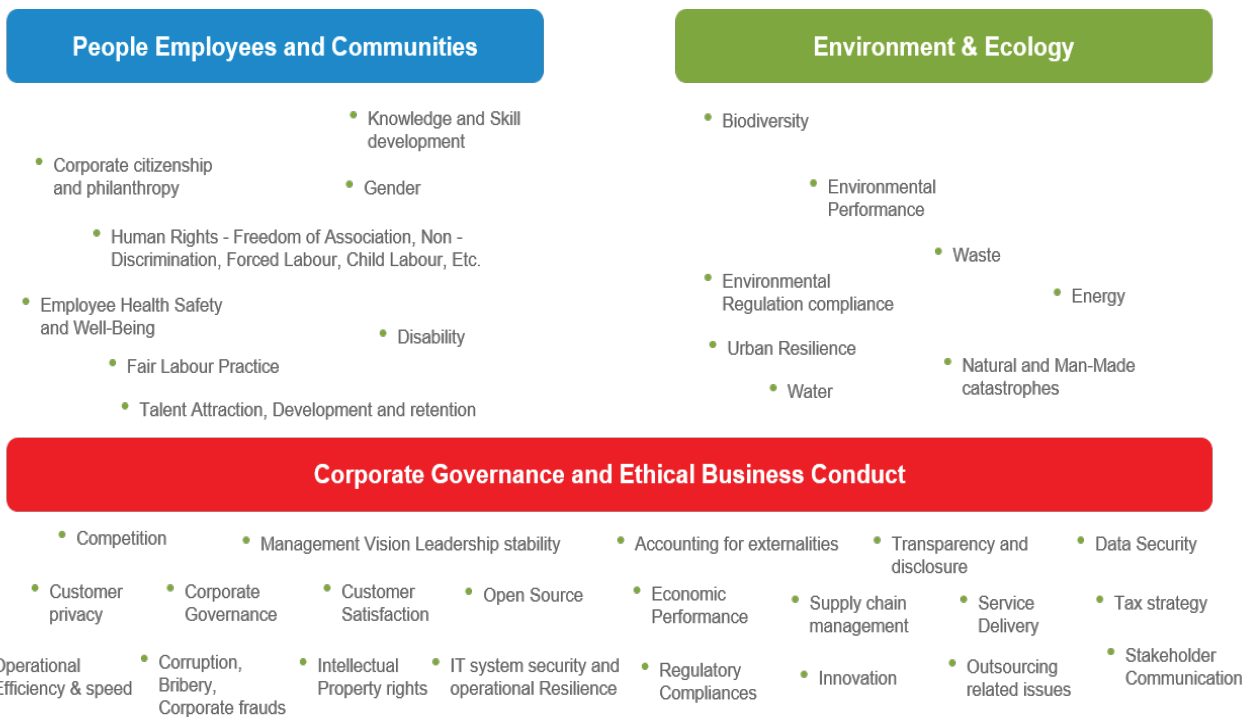 People Employees and Communities
Environment & Ecology
• Knowledge and Skill
development
• Corporate citizenship
and philanthropy
• Gender
• Human Rights - Freedom of Association, Non -
Discrimination, Forced Labour, Child Labour, Etc.
• Employee Health Safety
and Well-Being
• Disability
• Fair Labour Practice
• Talent Attraction, Development and retention
• Biodiversity
• Environmental
Performance
• Waste
• Environmental
Regulation compliance
• Energy
• Urban Resilience
• Natural and Man-Made
catastrophes
• Water
Corporate Governance and Ethical Business Conduct
• Competition
• Management Vision Leadership stability
• Accounting for externalities
• Transparency and
disclosure
• Data Security
• Customer
privacy
• Corporate
Governance
• Customer
Satisfaction
• Open Source
• Economic
Performance
• Supply chain
management
• Service
Delivery
• Tax strategy
Operational
Efficiency & speed
• Corruption,
Bribery,
Corporate frauds
• Intellectual
Property rights
• IT system security and
operational Resilience
• Regulatory
Compliances
• Innovation
• Outsourcing
related issues
• Stakeholder
Communication